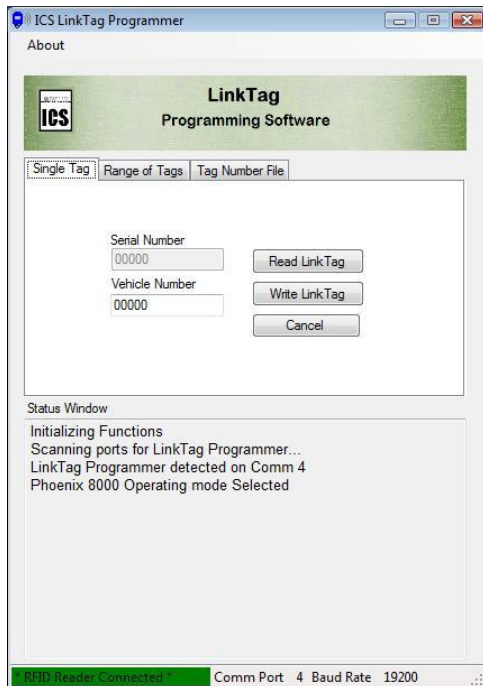 ICS LinkTag Programmer
About
ICS
LinkTag
Programming Software
Single Tag
Range of Tags
Tag Number File
Serial Number
00000
Read LinkTag
Vehicle Number
00000
Write LinkTag
Cancel
Status Window
Initializing Functions
Scanning ports for LinkTag Programmer...
LinkTag Programmer detected on Comm 4
Phoenix 8000 Operating mode Selected
* RFID Reader Connected * Comm Port 4 Baud Rate 19200